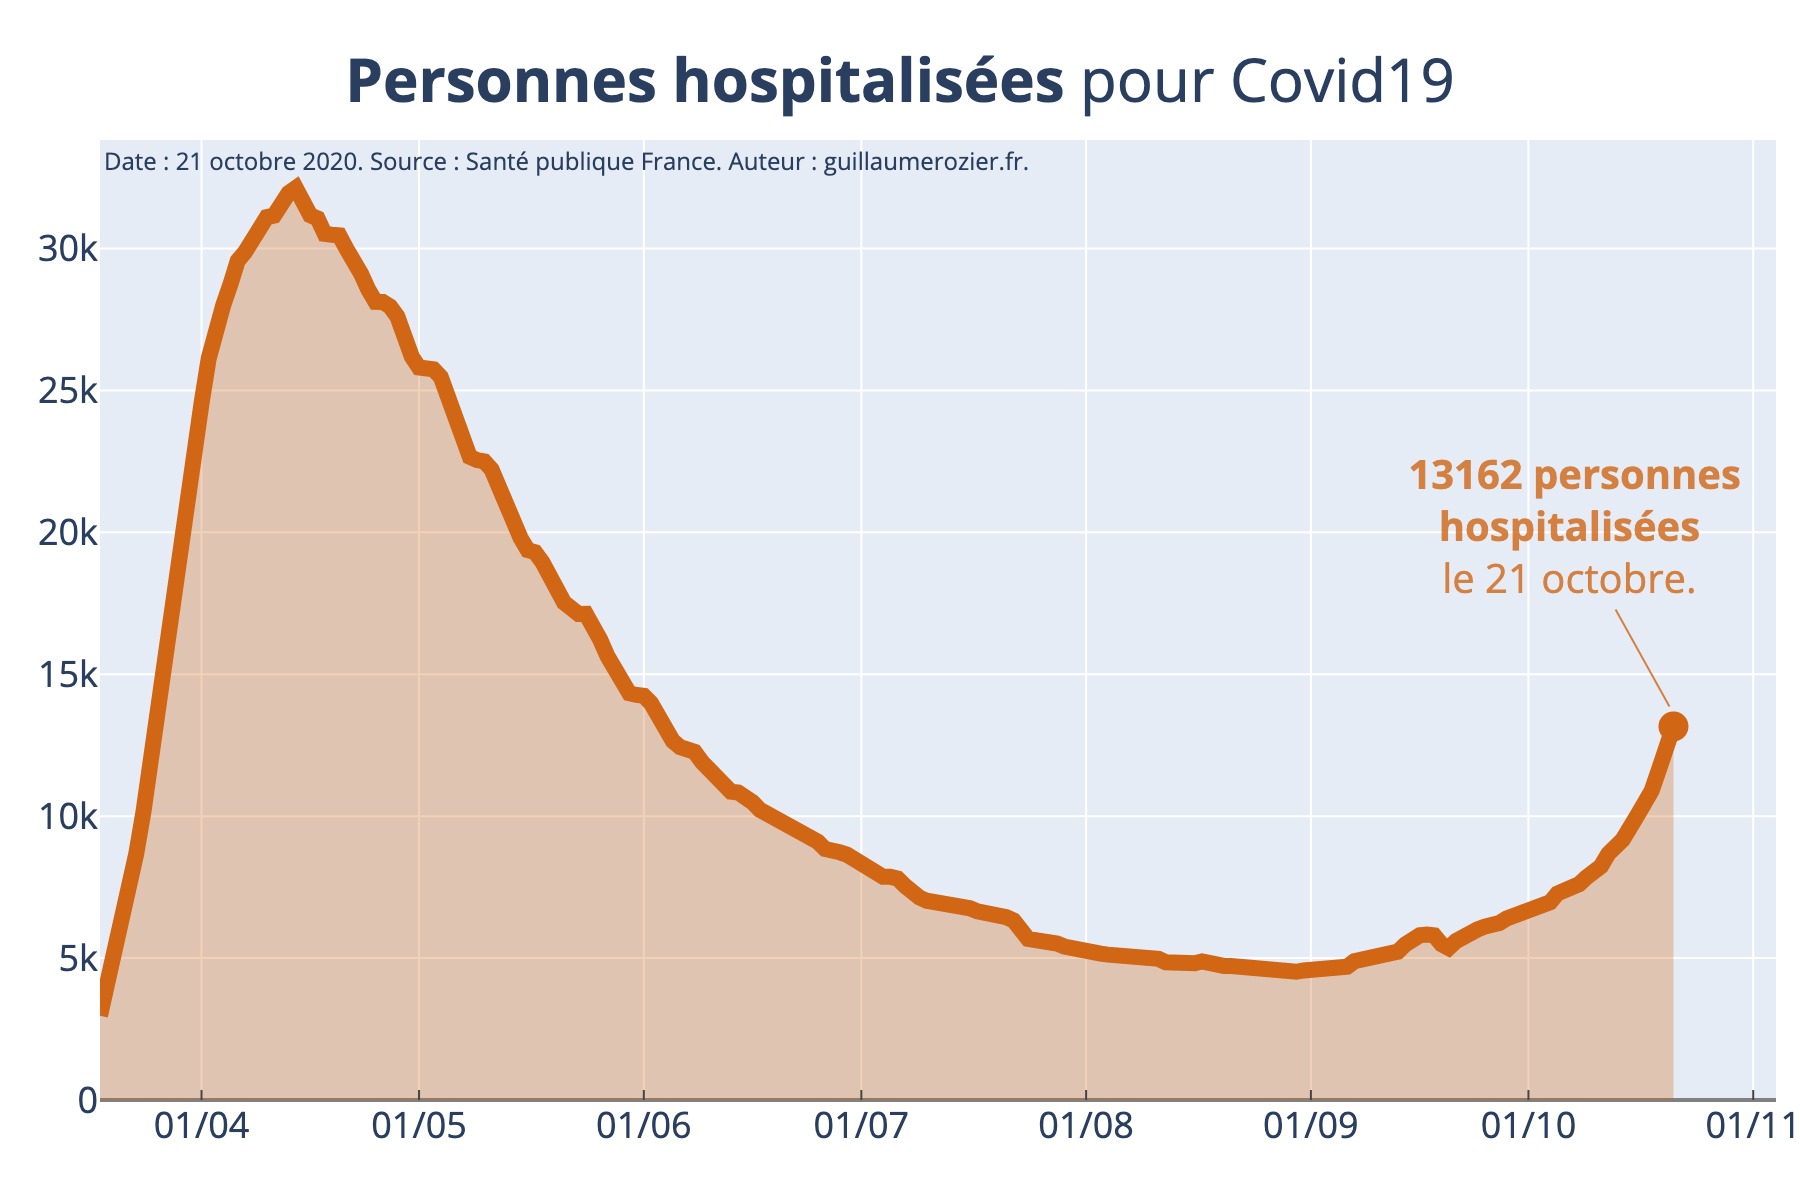 Personnes hospitalisées pour Covid19
Date : 21 octobre 2020. Source : Santé publique France. Auteur : guillaumerozier.fr.
30k
25k
20k
15k
10k
5k
0
13162 personnes
hospitalisées
le 21 octobre.
01/04 01/05 01/06 01/07 01/08 01/09 01/10 01/11